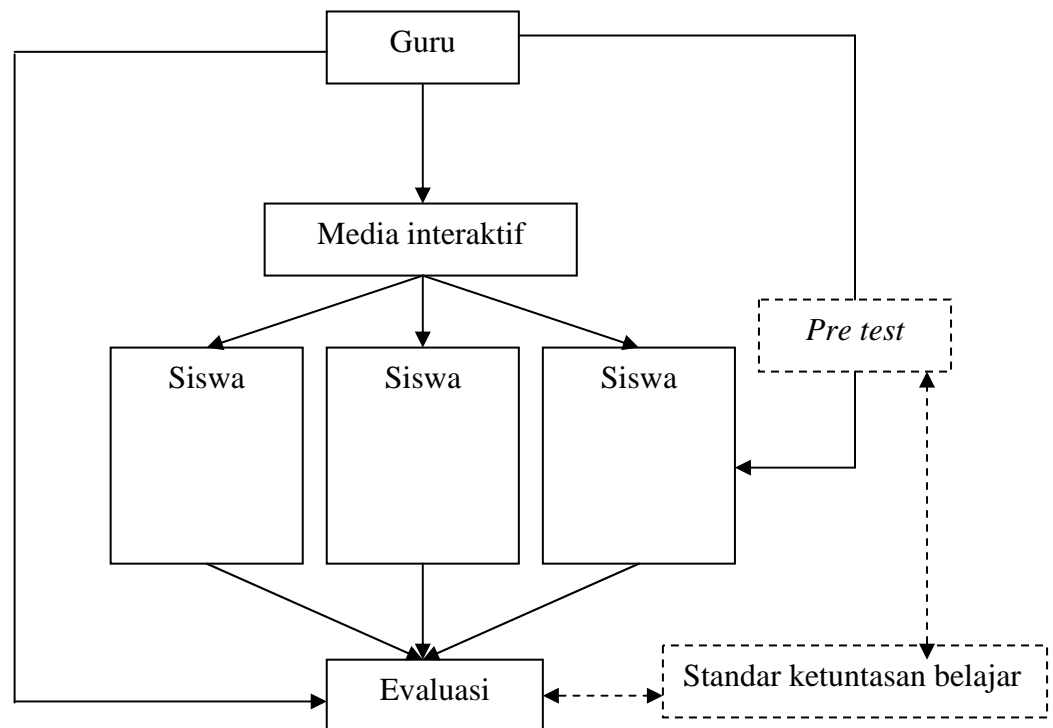 Guru
Media interaktif
Pre test
Siswa
Siswa
Siswa
Standar ketuntasan belajar
Evaluasi